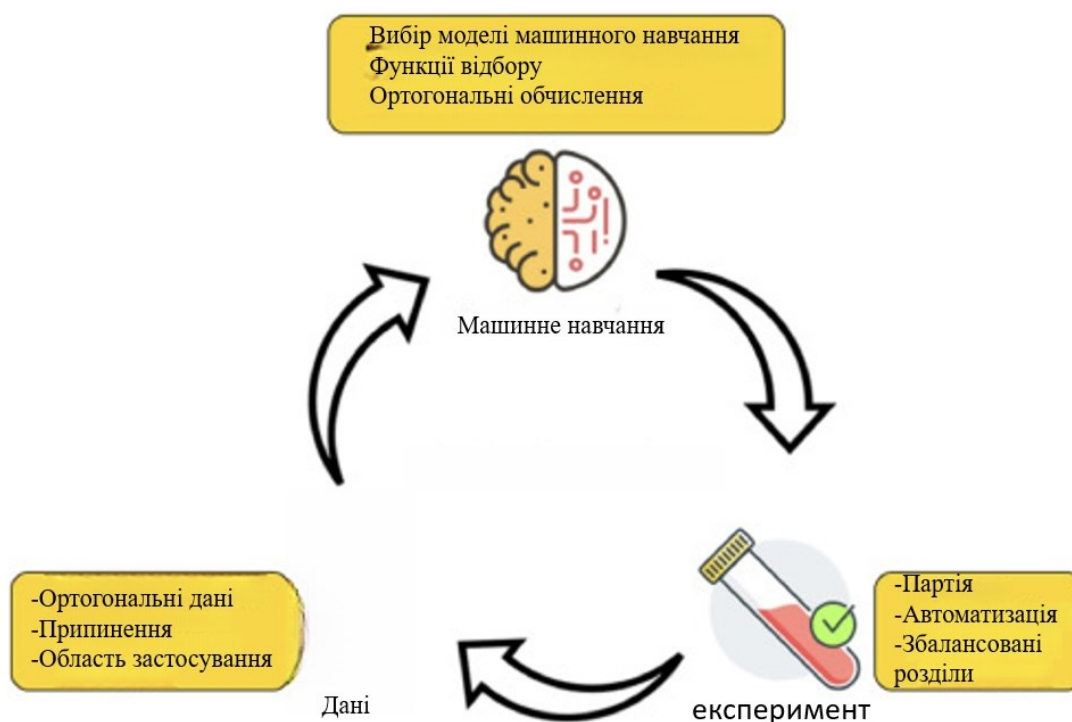 Вибір моделі машинного навчання
Функції відбору
Ортогональні обчислення
Машинне навчання
-Ортогональні дані
-Припинення
-Область застосування
Дані
-Партія
-Автоматизація
-Збалансовані
розділи
експеримент